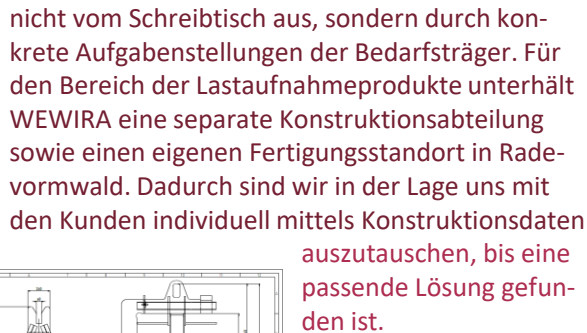 nicht vom Schreibtisch aus, sondern durch kon-
krete Aufgabenstellungen der Bedarfsträger. Für
den Bereich der Lastaufnahmeprodukte unterhält
WEWIRA eine separate Konstruktionsabteilung
sowie einen eigenen Fertigungsstandort in Rade-
vormwald. Dadurch sind wir in der Lage uns mit
den Kunden individuell mittels Konstruktionsdaten
auszutauschen, bis eine
passende Lösung gefun-
den ist.